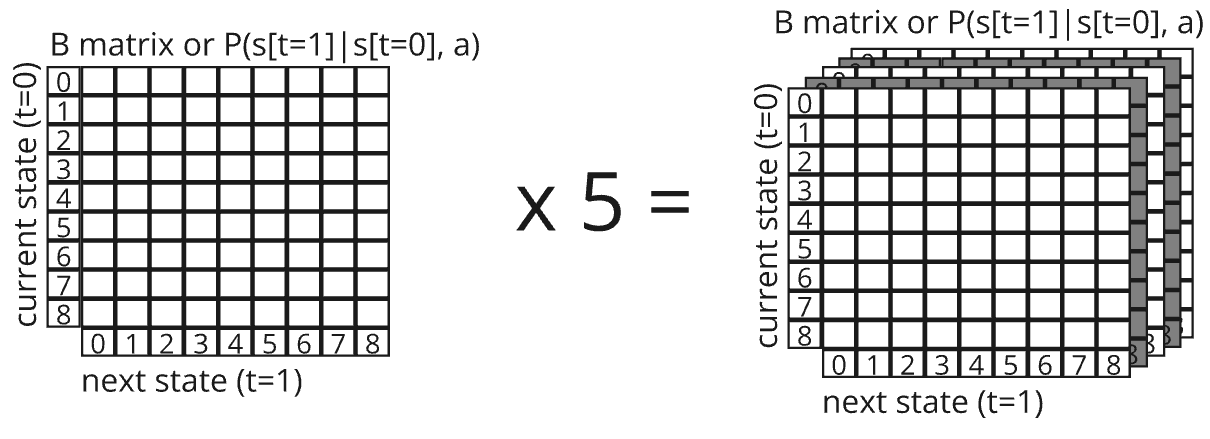 B matrix or P(s[t=1]|s[t=0], a)
current state (t=0)
0
1
2
3
4
5
6
7
8
0 1 2 3 4 5 6 7 8
next state (t=1)
x 5 =
B matrix or P(s[t=1]|s[t=0], a)
current state (t=0)
0
1
2
3
4
5
6
7
8
0 1 2 3 4 5 6 7 8
next state (t=1)